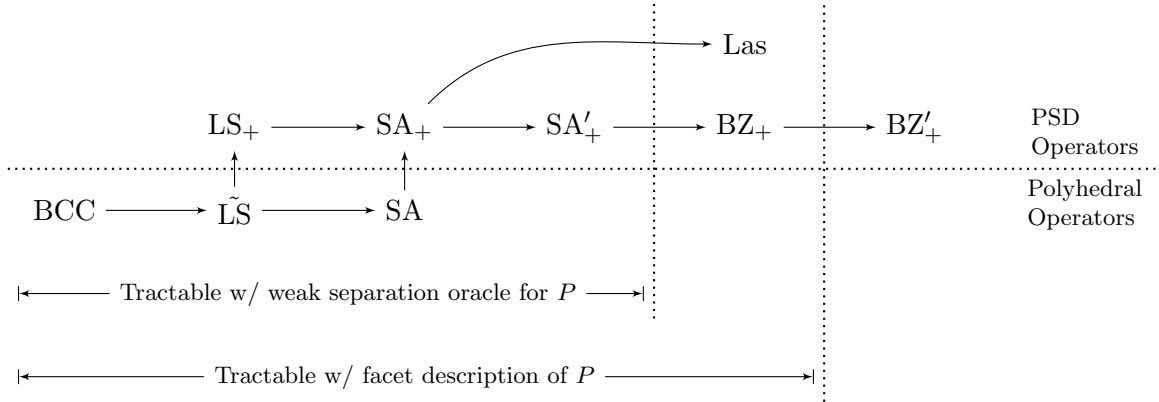 Las
LS₊ SA₊ SA′₊ BZ₊ BZ′₊ PSD
Operators
BCC L̃S SA Polyhedral
Operators
Tractable w/ weak separation oracle for P
Tractable w/ facet description of P